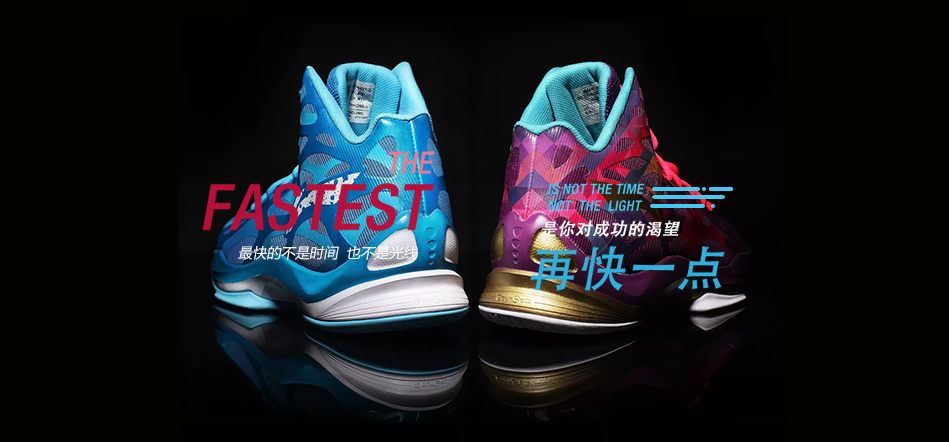 THE
FASTEST
最快的不是时间 也不是光线
IS NOT THE TIME
NOT THE LIGHT
是你对成功的渴望
再快一点